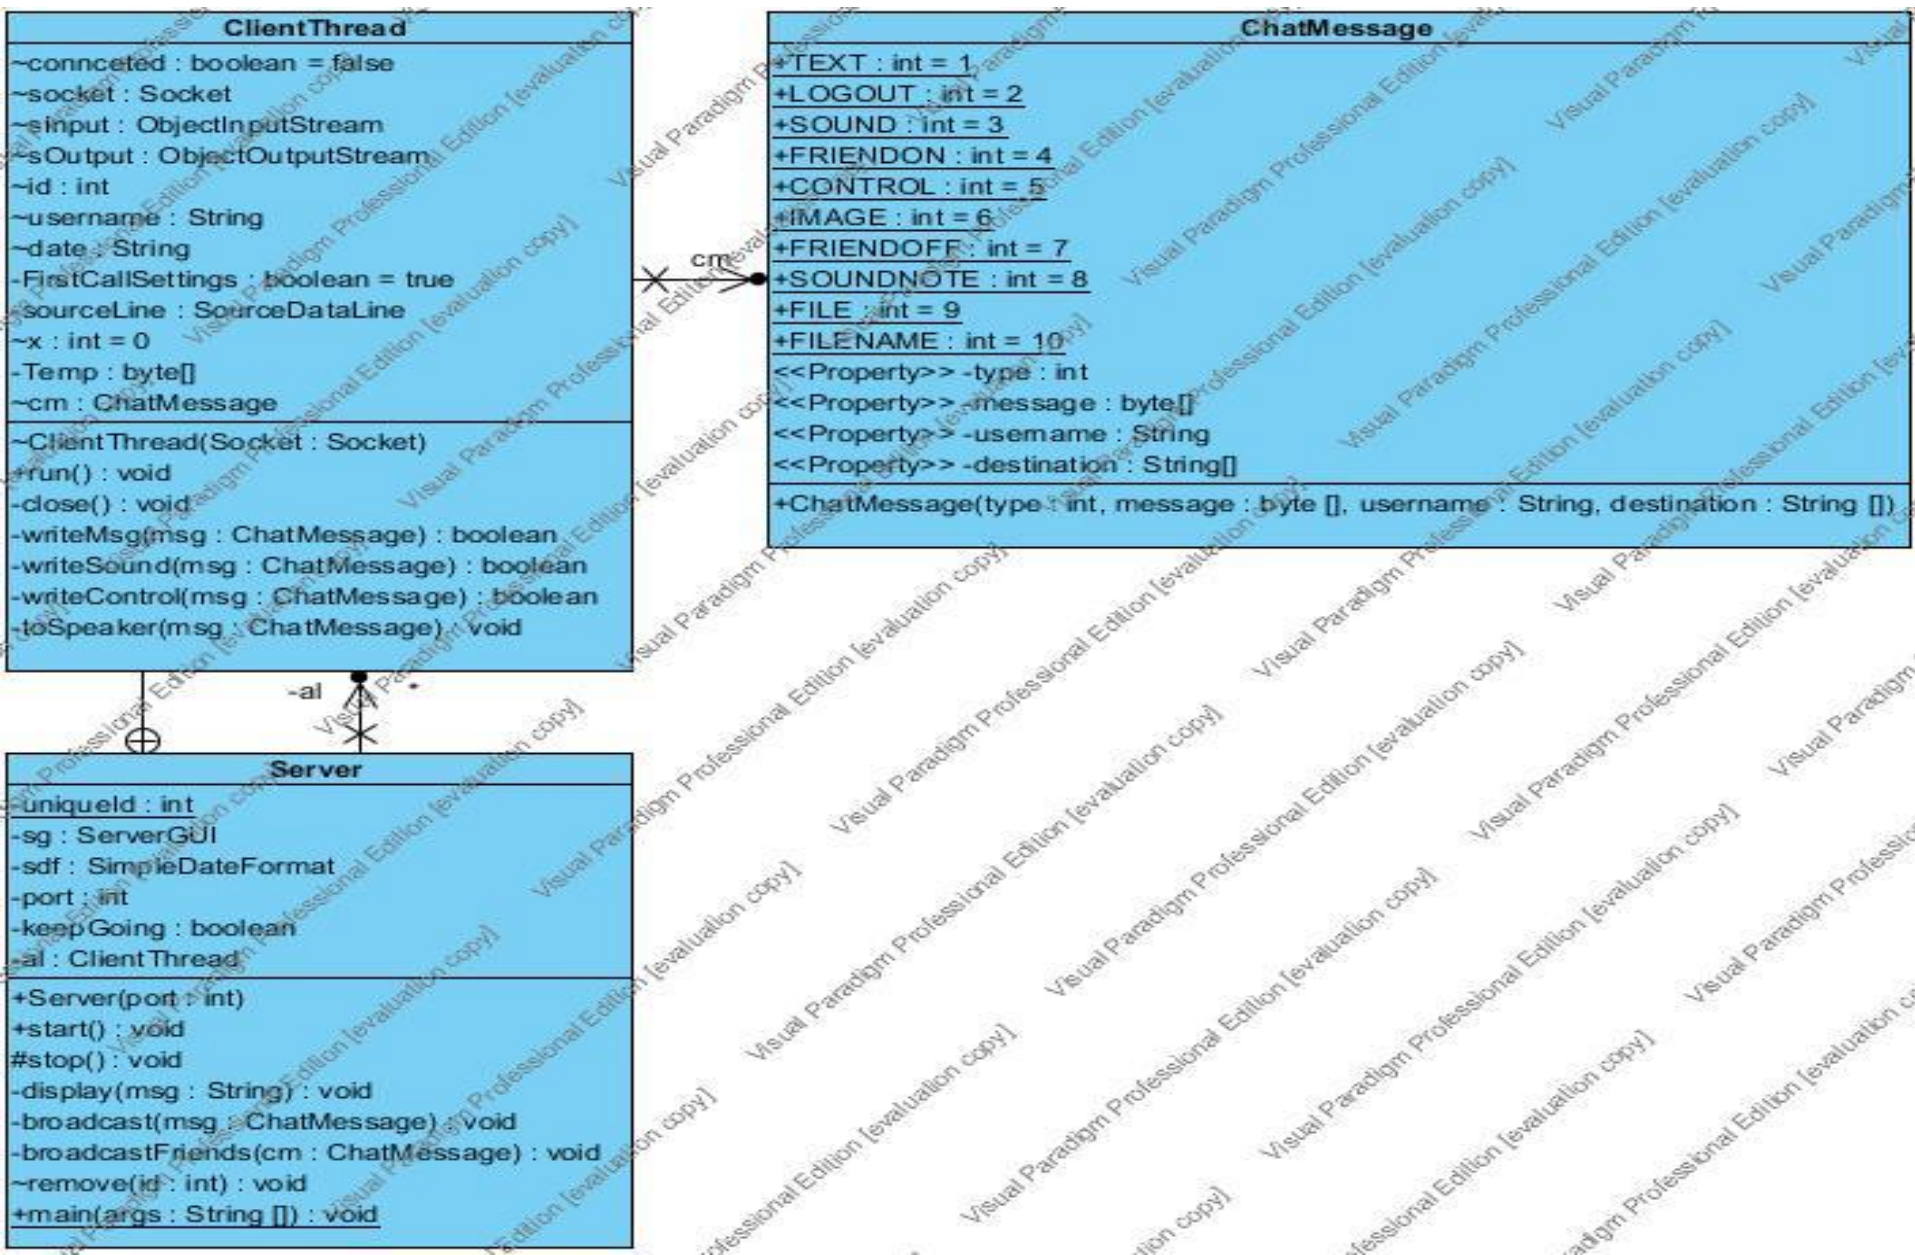 ClientThread
~connceted : boolean = false
~socket : Socket
~sInput : ObjectInputStream
~sOutput : ObjectOutputStream
~id : int
~username : String
~date : String
-FirstCallSettings : boolean = true
-sourceLine : SourceDataLine
~x : int = 0
-Temp : byte[]
~cm : ChatMessage
~ClientThread(Socket : Socket)
+run() : void
-close() : void
-writeMsg(msg : ChatMessage) : boolean
-writeSound(msg : ChatMessage) : boolean
-writeControl(msg : ChatMessage) : boolean
-toSpeaker(msg : ChatMessage) : void
cm
ChatMessage
+TEXT : int = 1
+LOGOUT : int = 2
+SOUND : int = 3
+FRIENDON : int = 4
+CONTROL : int = 5
+IMAGE : int = 6
+FRIENDOFF : int = 7
+SOUNDNOTE : int = 8
+FILE : int = 9
+FILENAME : int = 10
<<Property>> -type : int
<<Property>> -message : byte[]
<<Property>> -username : String
<<Property>> -destination : String[]
+ChatMessage(type : int, message : byte [], username : String, destination : String [])
-al
*
Server
-uniqueId : int
-sg : ServerGUI
-sdf : SimpleDateFormat
-port : int
-keepGoing : boolean
-al : ClientThread
+Server(port : int)
+start() : void
#stop() : void
-display(msg : String) : void
-broadcast(msg : ChatMessage) : void
-broadcastFriends(cm : ChatMessage) : void
~remove(id : int) : void
+main(args : String []) : void
Visual Paradigm Professional Edition [evaluation copy]